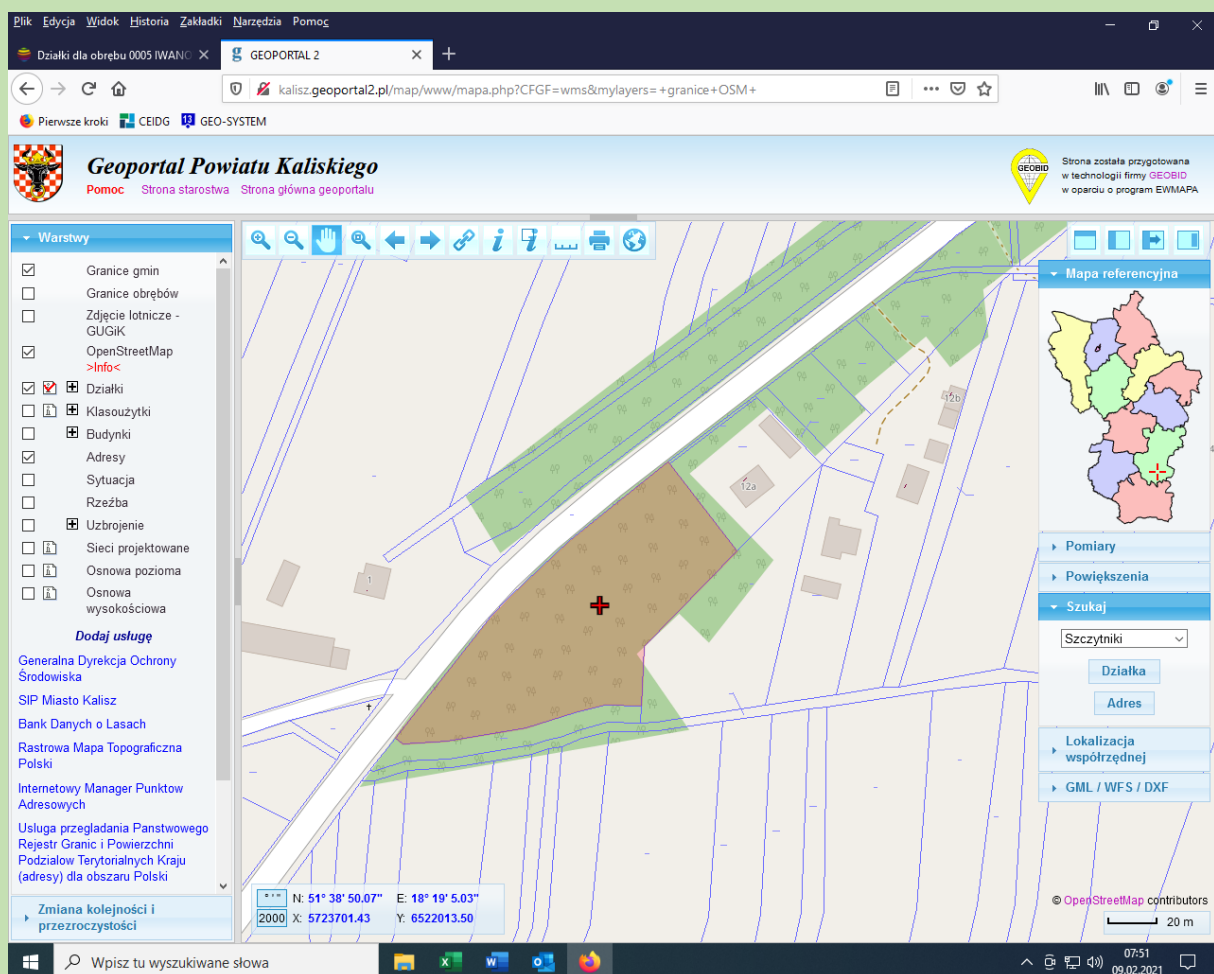 Plik Edycja Widok Historia Zakładki Narzędzia Pomoc
Działki dla obrębu 0005 IWANO
GEOPORTAL 2
kalisz.geoportal2.pl/map/www/mapa.php?CFGF=wms&mylayers=+granice+OSM+
Pierwsze kroki CEIDG GEO-SYSTEM
Geoportal Powiatu Kaliskiego
Pomoc Strona starostwa Strona główna geoportalu
GEOBID
Strona została przygotowana
w technologii firmy GEOBID
w oparciu o program EWMAPA
Warstwy
Granice gmin
Granice obrębów
Zdjęcie lotnicze -
GUGiK
OpenStreetMap
>Info<
Działki
Klasoużytki
Budynki
Adresy
Sytuacja
Rzeźba
Uzbrojenie
Sieci projektowane
Osnowa pozioma
Osnowa
wysokościowa
Dodaj usługę
Generalna Dyrekcja Ochrony
Środowiska
SIP Miasto Kalisz
Bank Danych o Lasach
Rastrowa Mapa Topograficzna
Polski
Internetowy Manager Punktow
Adresowych
Usluga przegladania Panstwowego
Rejestr Granic i Powierzchni
Podzialow Terytorialnych Kraju
(adresy) dla obszaru Polski
Zmiana kolejności i
przezroczystości
12b
12a
1
N: 51° 38' 50.07" E: 18° 19' 5.03"
2000 X: 5723701.43 Y: 6522013.50
Mapa referencyjna
Pomiary
Powiększenia
Szukaj
Szczytniki
Działka
Adres
Lokalizacja
współrzędnej
GML / WFS / DXF
© OpenStreetMap contributors
20 m
Wpisz tu wyszukiwane słowa
07:51
09.02.2021